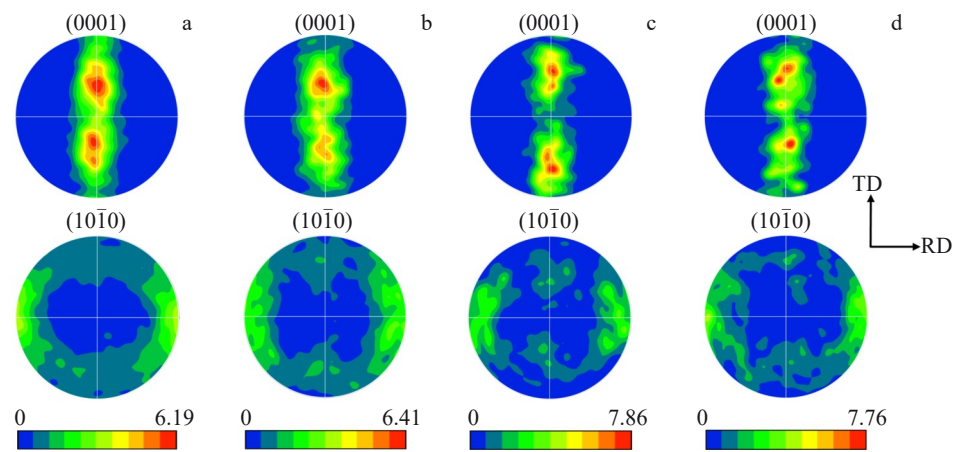 (0001) a (0001) b (0001) c (0001) d
TD
(101̄0) (101̄0) (101̄0) (101̄0)
RD
0 6.19 0 6.41 0 7.86 0 7.76